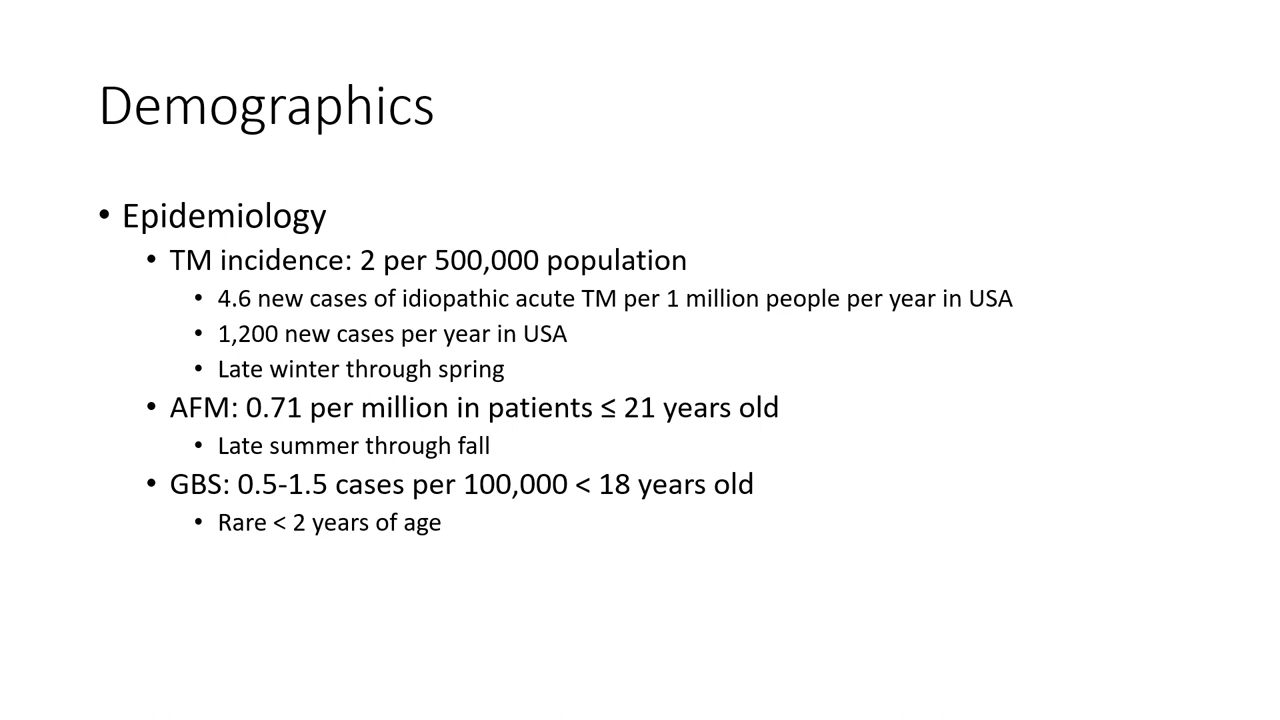 Demographics
• Epidemiology
• TM incidence: 2 per 500,000 population
• 4.6 new cases of idiopathic acute TM per 1 million people per year in USA
• 1,200 new cases per year in USA
• Late winter through spring
• AFM: 0.71 per million in patients ≤ 21 years old
• Late summer through fall
• GBS: 0.5-1.5 cases per 100,000 < 18 years old
• Rare < 2 years of age